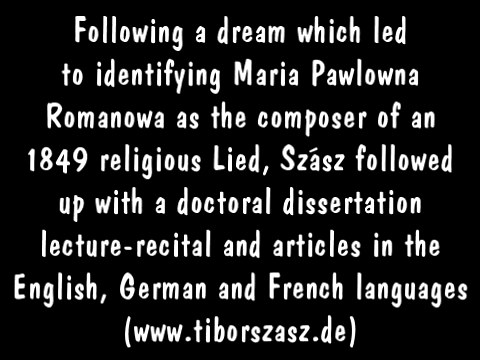 Following a dream which led
to identifying Maria Pawlowna
Romanowa as the composer of an
1849 religious Lied, Szász followed
up with a doctoral dissertation
lecture-recital and articles in the
English, German and French languages
(www.tiborszasz.de)